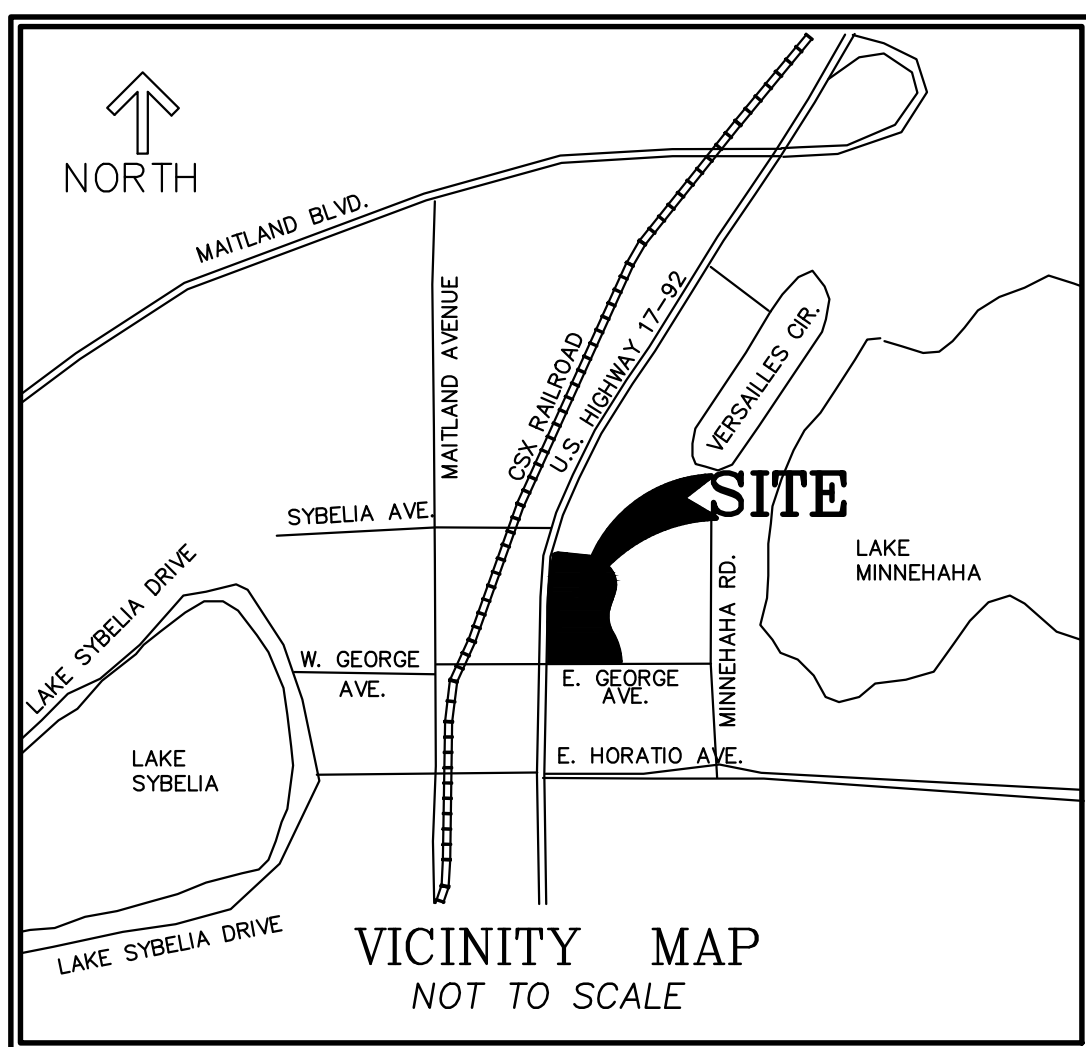 NORTH
MAITLAND BLVD.
MAITLAND AVENUE
CSX RAILROAD
U.S. HIGHWAY 17-92
VERSAILLES CIR.
SITE
SYBELIA AVE.
LAKE
MINNEHAHA
MINNEHAHA RD.
LAKE SYBELIA DRIVE
W. GEORGE
AVE.
E. GEORGE
AVE.
E. HORATIO AVE.
LAKE
SYBELIA
LAKE SYBELIA DRIVE
VICINITY MAP
NOT TO SCALE